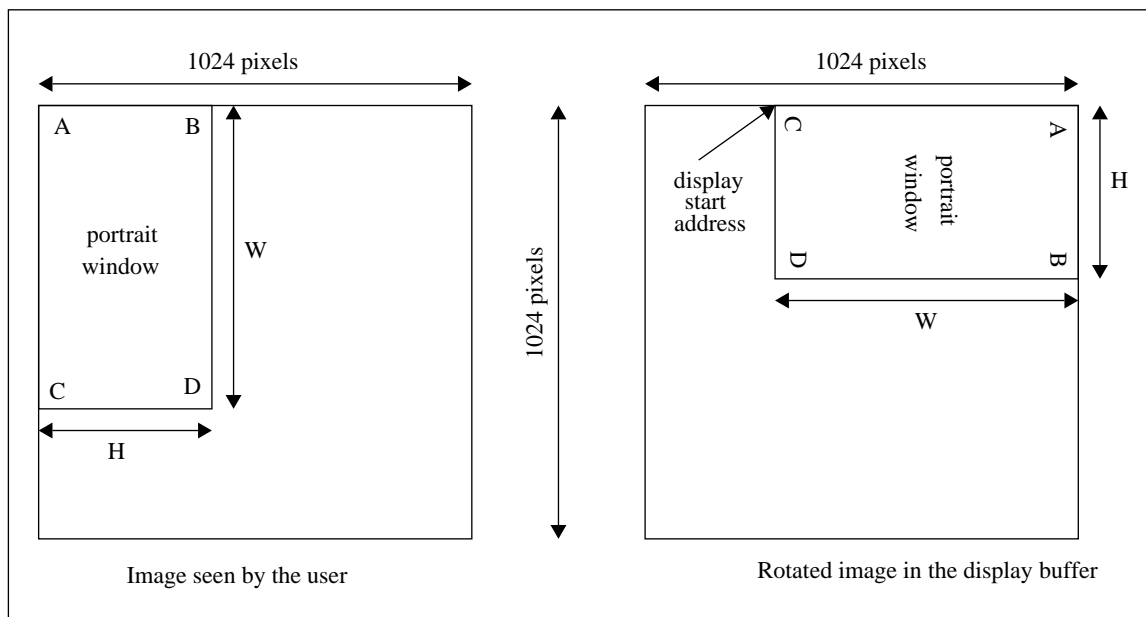 1024 pixels
A B
portrait
window
W
C D
H
Image seen by the user
1024 pixels
1024 pixels
C A
portrait
window
display
start
address
H
D B
W
Rotated image in the display buffer